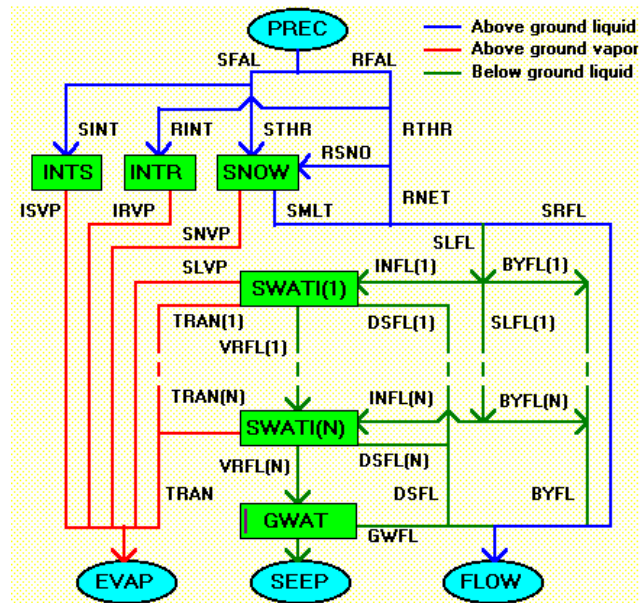 PREC
Above ground liquid
Above ground vapor
Below ground liquid
SFAL RFAL
SINT RINT STHR RTHR
RSNO
INTS INTR SNOW
ISVP IRVP SNVP SMLT RNET SRFL
SLFL
SLVP INFL(1) BYFL(1)
SWATI(1)
TRAN(1) DSFL(1) SLFL(1)
VRFL(1)
TRAN(N) INFL(N) BYFL(N)
SWATI(N)
VRFL(N) DSFL(N)
TRAN DSFL BYFL
GWAT
GWFL
EVAP SEEP FLOW